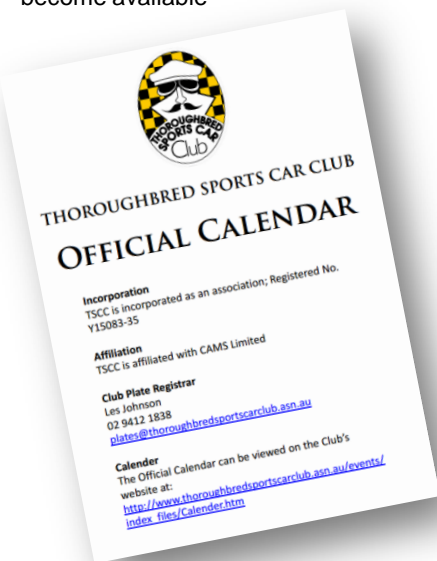 become available
THOROUGHBRED
SPORTS CAR
Club
THOROUGHBRED SPORTS CAR CLUB
OFFICIAL CALENDAR
Incorporation
TSCC is incorporated as an association; Registered No.
Y15083-35
Affiliation
TSCC is affiliated with CAMS Limited
Club Plate Registrar
Les Johnson
02 9412 1838
plates@thoroughbredsportscarclub.asn.au
Calender
The Official Calendar can be viewed on the Club's
website at:
http://www.thoroughbredsportscarclub.asn.au/events/
index_files/Calender.htm